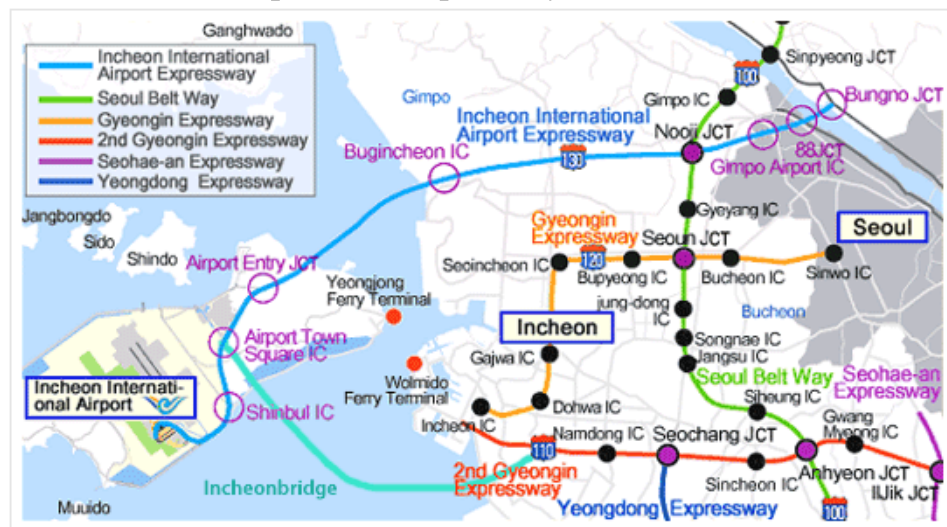 Ganghwado
Incheon International
Airport Expressway
Seoul Belt Way
Gyeongin Expressway
2nd Gyeongin Expressway
Seohae-an Expressway
Yeongdong Expressway
Sinpyeong JCT
100
Gimpo
Gimpo IC
Bungno JCT
Incheon International
Airport Expressway
Nooji JCT
88JCT
Gimpo Airport IC
Bugincheon IC
130
Jangbongdo
Sido
Shindo
Gyeyang IC
Gyeongin
Expressway
Seoun JCT
Seoul
Airport Entry JCT
Seoincheon IC
120
Bupyeong IC
Bucheon IC
Sinwo IC
Yeongjong
Ferry Terminal
jung-dong
IC
Bucheon
Incheon
Airport Town
Square IC
Songnae IC
Jangsu IC
Gajwa IC
Seoul Belt Way
Seohae-an
Expressway
Incheon Internati-
onal Airport
Wolmido
Ferry Terminal
Shinbul IC
Dohwa IC
Siheung IC
Incheon IC
Namdong IC
Seochang JCT
Gwang
Myeong IC
110
2nd Gyeongin
Expressway
Sincheon IC
Anhyeon JCT
IlJik JCT
Incheonbridge
Muuido
Yeongdong Expressway
100